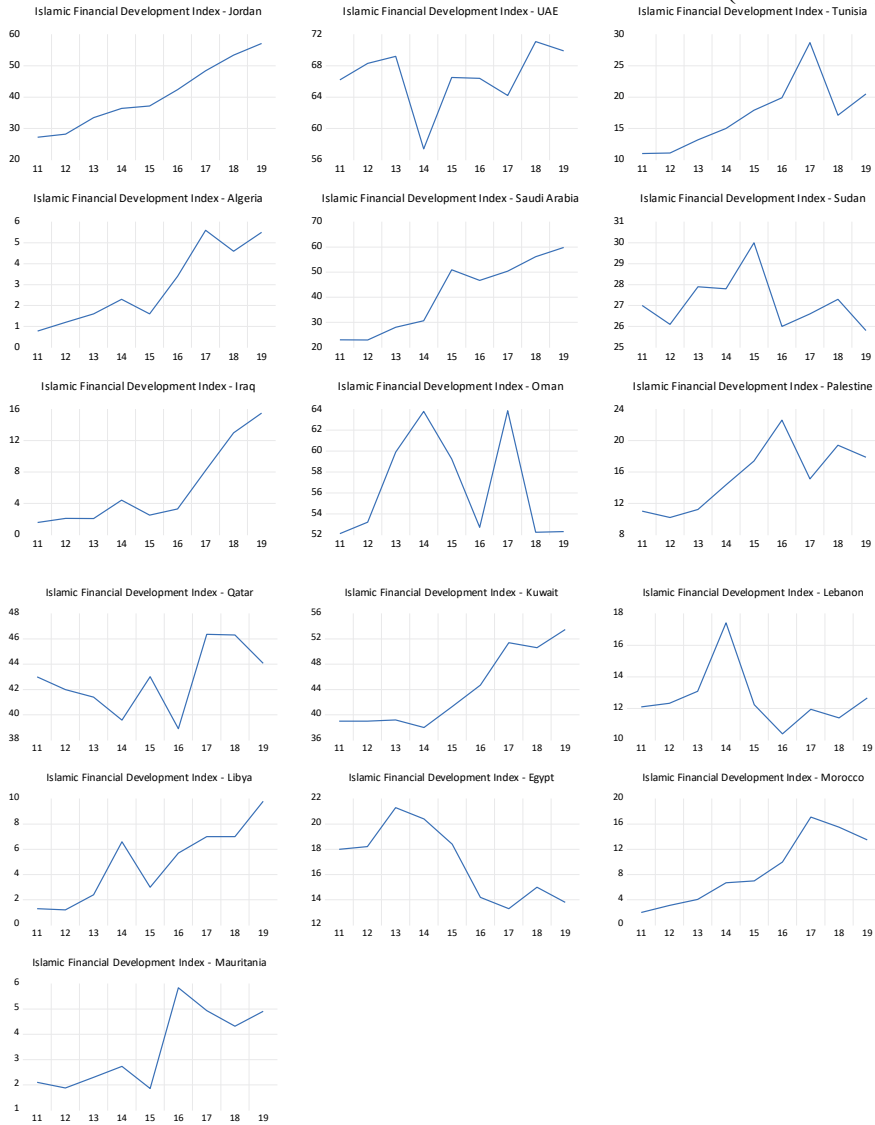 Islamic Financial Development Index - Jordan
60
50
40
30
20
11 12 13 14 15 16 17 18 19
Islamic Financial Development Index - UAE
72
68
64
60
56
11 12 13 14 15 16 17 18 19
Islamic Financial Development Index - Tunisia
30
25
20
15
10
11 12 13 14 15 16 17 18 19
Islamic Financial Development Index - Algeria
6
5
4
3
2
1
0
11 12 13 14 15 16 17 18 19
Islamic Financial Development Index - Saudi Arabia
70
60
50
40
30
20
11 12 13 14 15 16 17 18 19
Islamic Financial Development Index - Sudan
31
30
29
28
27
26
25
11 12 13 14 15 16 17 18 19
Islamic Financial Development Index - Iraq
16
12
8
4
0
11 12 13 14 15 16 17 18 19
Islamic Financial Development Index - Oman
64
62
60
58
56
54
52
11 12 13 14 15 16 17 18 19
Islamic Financial Development Index - Palestine
24
20
16
12
8
11 12 13 14 15 16 17 18 19
Islamic Financial Development Index - Qatar
48
46
44
42
40
38
11 12 13 14 15 16 17 18 19
Islamic Financial Development Index - Kuwait
56
52
48
44
40
36
11 12 13 14 15 16 17 18 19
Islamic Financial Development Index - Lebanon
18
16
14
12
10
11 12 13 14 15 16 17 18 19
Islamic Financial Development Index - Libya
10
8
6
4
2
0
11 12 13 14 15 16 17 18 19
Islamic Financial Development Index - Egypt
22
20
18
16
14
12
11 12 13 14 15 16 17 18 19
Islamic Financial Development Index - Morocco
20
16
12
8
4
0
11 12 13 14 15 16 17 18 19
Islamic Financial Development Index - Mauritania
6
5
4
3
2
1
11 12 13 14 15 16 17 18 19